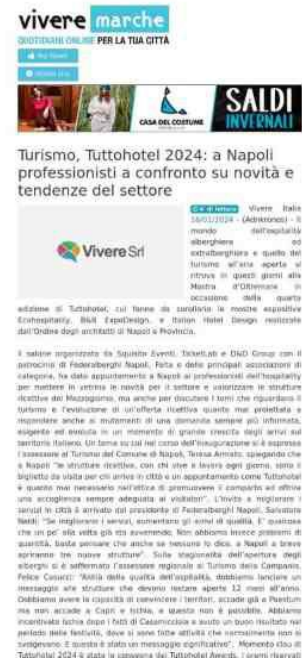 vivere marche
QUOTIDIANI ONLINE PER LA TUA CITTÀ
CASA DEL COSTUME
SALDI
INVERNALI
Turismo, Tuttohotel 2024: a Napoli
professionisti a confronto su novità e
tendenze del settore
Vivere Srl
4' di lettura Vivere Italia
16/01/2024 - (Adnkronos) - Il
mondo dell'ospitalità
alberghiera ed
extralberghiera e quello del
turismo all'aria aperta si
ritrova in questi giorni alla
Mostra d'Oltremare in
occasione della quarta
edizione di Tuttohotel, cui fanno da corollario le mostre espositive
Ecohospitality, B&B ExpoDesign, e Italian Hotel Design realizzate
dall'Ordine degli architetti di Napoli e Provincia.
Il salone organizzato da Squisito Eventi, TicketLab e D&D Group con il
patrocinio di Federalberghi Napoli, Faita e delle principali associazioni di
categoria, ha dato appuntamento a Napoli ai professionisti dell'hospitality
per mettere in vetrina le novità per il settore e valorizzare le strutture
ricettive del Mezzogiorno, ma anche per discutere i temi che riguardano il
turismo e l'evoluzione di un'offerta ricettiva quanto mai proiettata a
rispondere anche ai mutamenti di una domanda sempre più informata,
esigente ed evoluta in un momento di grande crescita degli arrivi sul
territorio italiano. Un tema su cui nel corso dell'inaugurazione si è espressa
l'assessore al Turismo del Comune di Napoli, Teresa Armato, spiegando che
a Napoli "le strutture ricettive, con chi vive e lavora ogni giorno, sono il
biglietto da visita per chi arriva in città e un appuntamento come Tuttohotel
è quanto mai necessario nell'ottica di promuovere il comparto ed offrire
una accoglienza sempre adeguata ai visitatori". L'invito a migliorare i
servizi in città è arrivato dal presidente di Federalberghi Napoli, Salvatore
Naldi: "Se miglioriamo i servizi, aumentano gli arrivi di qualità. E' qualcosa
che un po' alla volta già sta avvenendo. Non abbiamo invece problemi di
quantità, basta pensare che anche se nessuno lo dice, a Napoli a breve
apriranno tre nuove strutture". Sulla stagionalità dell'apertura degli
alberghi si è soffermato l'assessore regionale al Turismo della Campania,
Felice Casucci: "Aldilà della qualità dell'ospitalità, dobbiamo lanciare un
messaggio alle strutture che devono restare aperte 12 mesi all'anno.
Dobbiamo avere la capacità di convincere i territori, accade già a Paestum
ma non accade a Capri e Ischia, e questo non è possibile. Abbiamo
incentivato Ischia dopo i fatti di Casamicciola e avuto un buon risultato nel
periodo delle festività, dove si sono fatte attività che normalmente non si
svolgevano. E questo è stato un messaggio significativo". Momento clou di
Tuttohotel 2024 è stata la consegna dei Tuttohotel Awards, i premi riservati